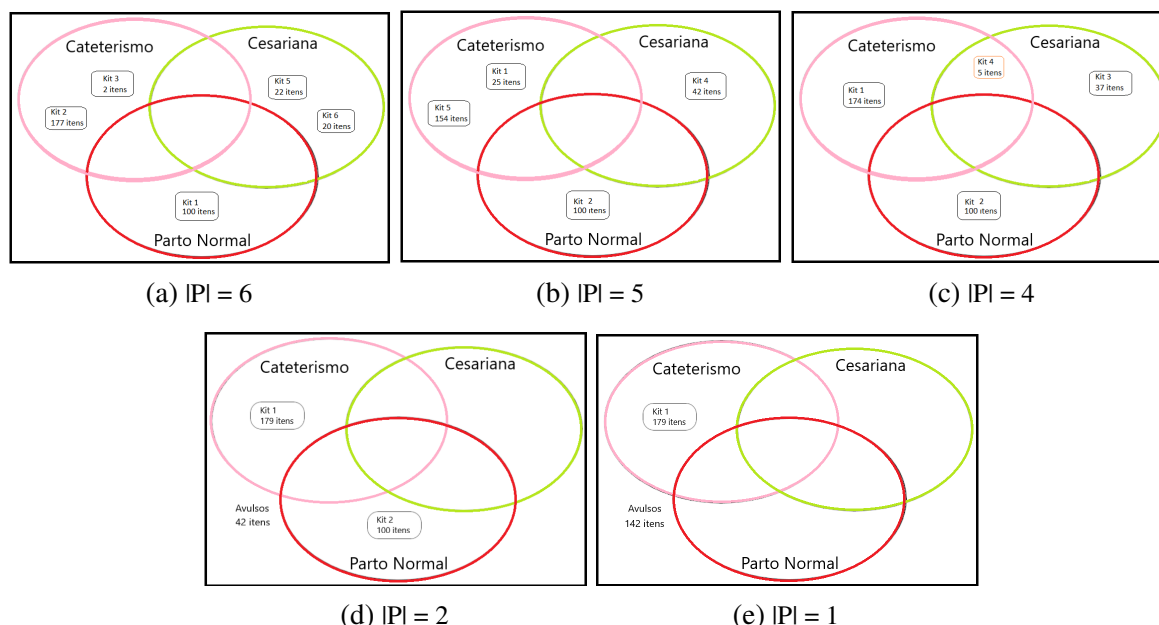 Cateterismo
Cesariana
Kit 3
2 itens
Kit 5
22 itens
Kit 2
177 itens
Kit 6
20 itens
Kit 1
100 itens
Parto Normal
(a) |P| = 6
Cateterismo
Cesariana
Kit 1
25 itens
Kit 4
42 itens
Kit 5
154 itens
Kit 2
100 itens
Parto Normal
(b) |P| = 5
Cateterismo
Cesariana
Kit 4
5 itens
Kit 3
37 itens
Kit 1
174 itens
Kit 2
100 itens
Parto Normal
(c) |P| = 4
Cateterismo
Cesariana
Kit 1
179 itens
Avulsos
42 itens
Kit 2
100 itens
Parto Normal
(d) |P| = 2
Cateterismo
Cesariana
Kit 1
179 itens
Avulsos
142 itens
Parto Normal
(e) |P| = 1